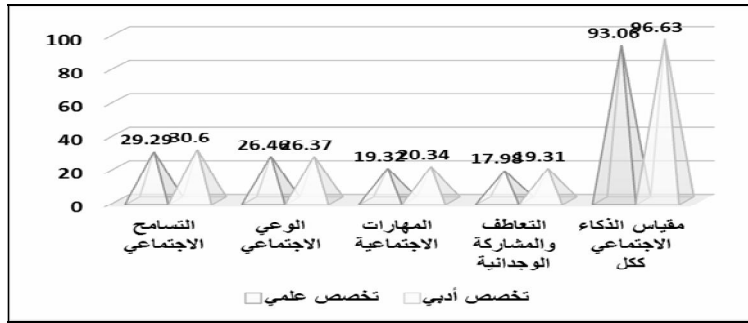 100
80
60
40
20
0
29.29 30.6
26.46 26.37
19.32 20.34
17.98 19.31
93.06 96.63
التسامح
الاجتماعي
الوعي
الاجتماعي
المهارات
الاجتماعية
التعاطف
والمشاركة
الوجدانية
مقياس الذكاء
الاجتماعي
ككل
تخصص علمي
تخصص أدبي